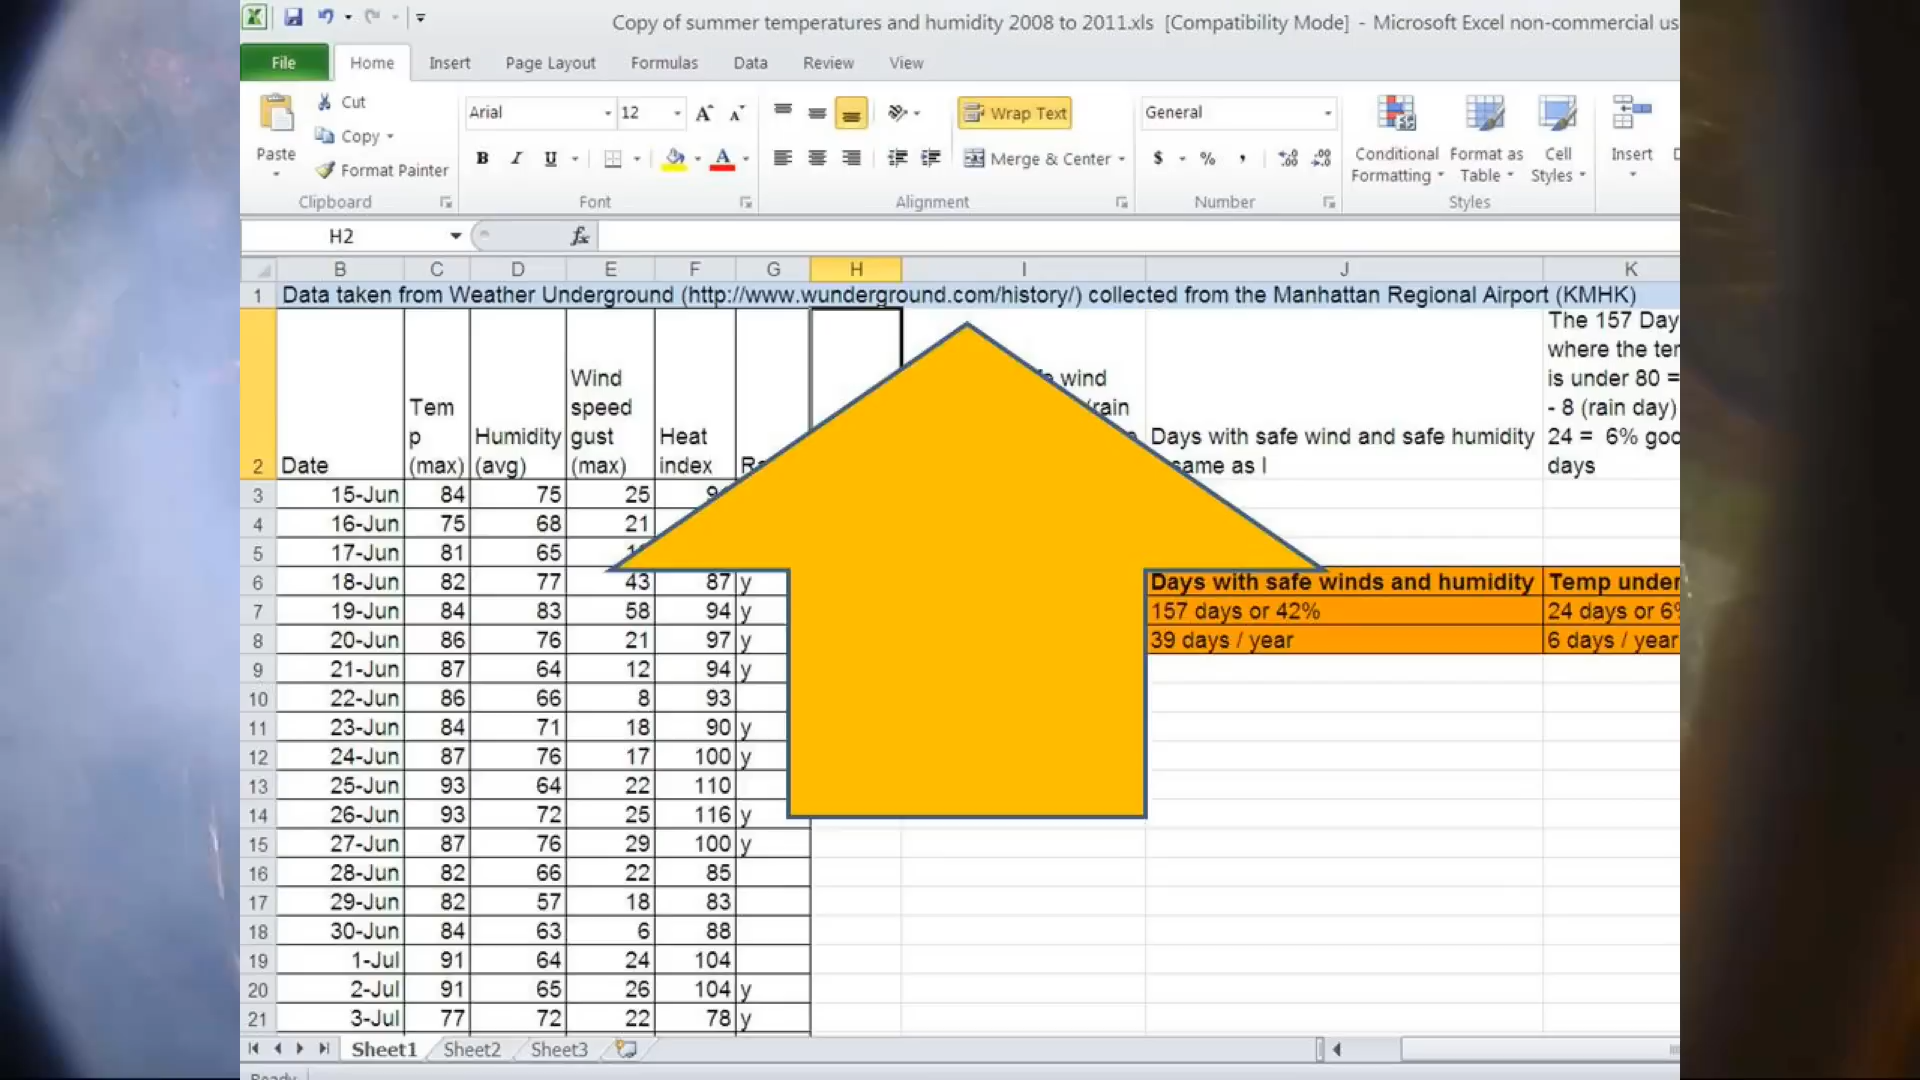 Copy of summer temperatures and humidity 2008 to 2011.xls [Compatibility Mode] - Microsoft Excel non-commercial us
File Home Insert Page Layout Formulas Data Review View
Cut
Copy
Format Painter
Paste
Clipboard
Arial 12
B I U A
Font
Wrap Text
Merge & Center
Alignment
General
$ % ,
Number
Conditional Formatting
Format as Table
Cell Styles
Styles
Insert
H2 fx
B C D E F G H I J K
1 Data taken from Weather Underground (http://www.wunderground.com/history/) collected from the Manhattan Regional Airport (KMHK)
2 Date
Temp (max)
Humidity (avg)
Wind speed gust (max)
Heat index
wind
Days with safe wind and safe humidity
same as I
The 157 Day
where the
is under 80 =
- 8 (rain day)
24 = 6% goo
days
3 15-Jun 84 75 25
4 16-Jun 75 68 21
5 17-Jun 81 65
6 18-Jun 82 77 43 87 y Days with safe winds and humidity Temp under
7 19-Jun 84 83 58 94 y 157 days or 42% 24 days or 6%
8 20-Jun 86 76 21 97 y 39 days / year 6 days / year
9 21-Jun 87 64 12 94 y
10 22-Jun 86 66 8 93
11 23-Jun 84 71 18 90 y
12 24-Jun 87 76 17 100 y
13 25-Jun 93 64 22 110
14 26-Jun 93 72 25 116 y
15 27-Jun 87 76 29 100 y
16 28-Jun 82 66 22 85
17 29-Jun 82 57 18 83
18 30-Jun 84 63 6 88
19 1-Jul 91 64 24 104
20 2-Jul 91 65 26 104 y
21 3-Jul 77 72 22 78 y
Sheet1 Sheet2 Sheet3
Ready